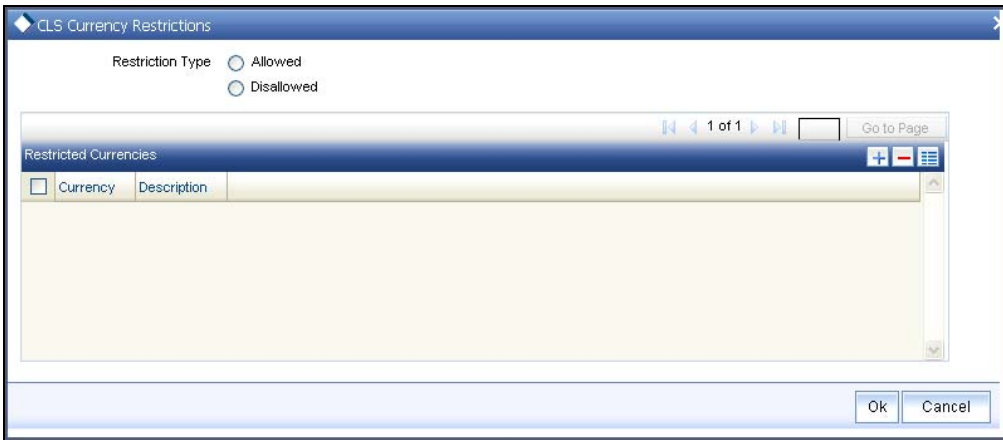 CLS Currency Restrictions
Restriction Type
Allowed
Disallowed
1 of 1
Go to Page
Restricted Currencies
Currency Description
Ok
Cancel